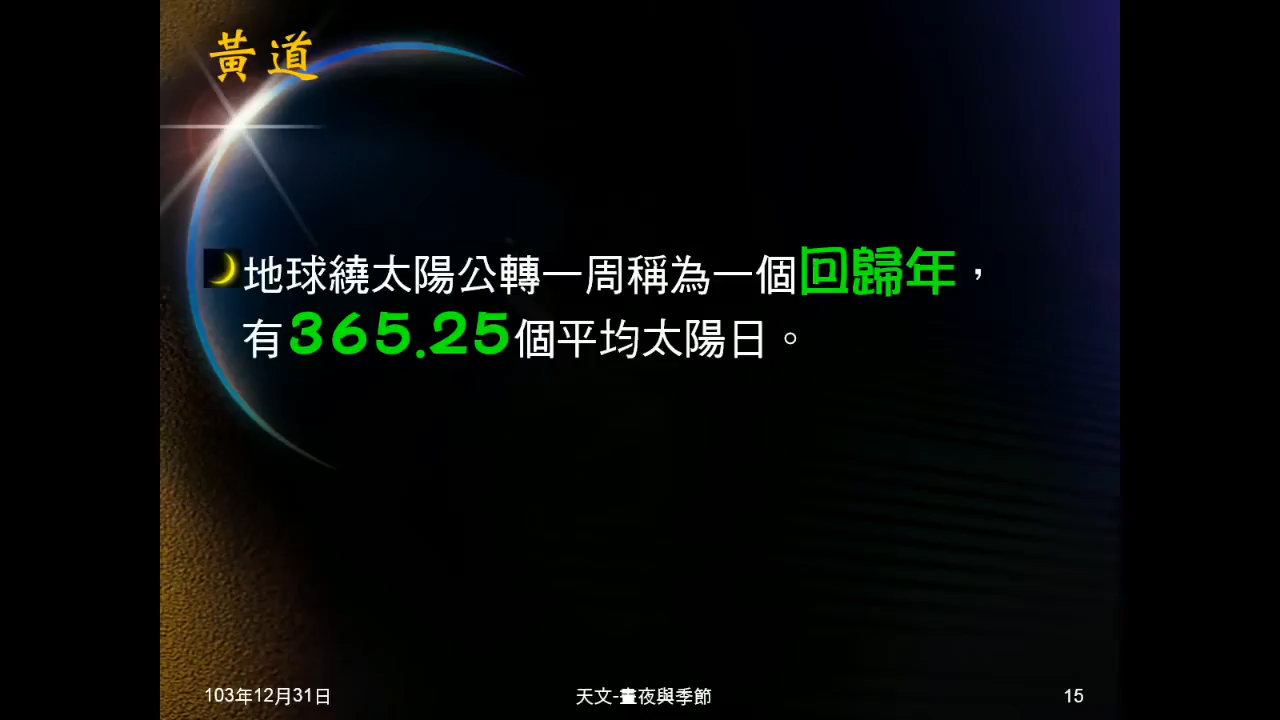 黃道
地球繞太陽公轉一周稱為一個回歸年，
有365.25個平均太陽日。
103年12月31日
天文-晝夜與季節
15